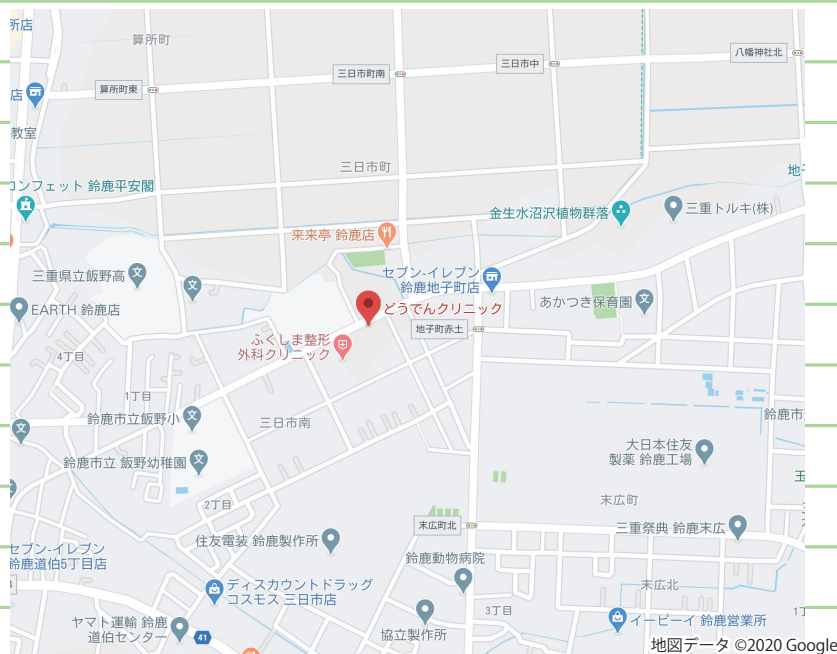 所店
算所町
八幡神社北
三日市中
三日市町南
算所町東
店
教室
三日市町
地子
コンフェット 鈴鹿平安閣
金生水沼沢植物群落
三重トルキ(株)
来来亭 鈴鹿店
三重県立飯野高
セブン-イレブン
鈴鹿地子町店
あかつき保育園
EARTH 鈴鹿店
どうでんクリニック
地子町赤土
ふくしま整形
外科クリニック
4丁目
1丁目
鈴鹿市立飯野小
三日市南
鈴鹿市
大日本住友
製薬 鈴鹿工場
鈴鹿市立 飯野幼稚園
玉
2丁目
末広町
末広町北
三重祭典 鈴鹿末広
住友電装 鈴鹿製作所
セブン-イレブン
鈴鹿道伯5丁目店
鈴鹿動物病院
ディスカウントドラッグ
コスモス 三日市店
末広北
3丁目
1丁
イーピーイ 鈴鹿営業所
ヤマト運輸 鈴鹿
道伯センター
41
協立製作所
地図データ ©2020 Google